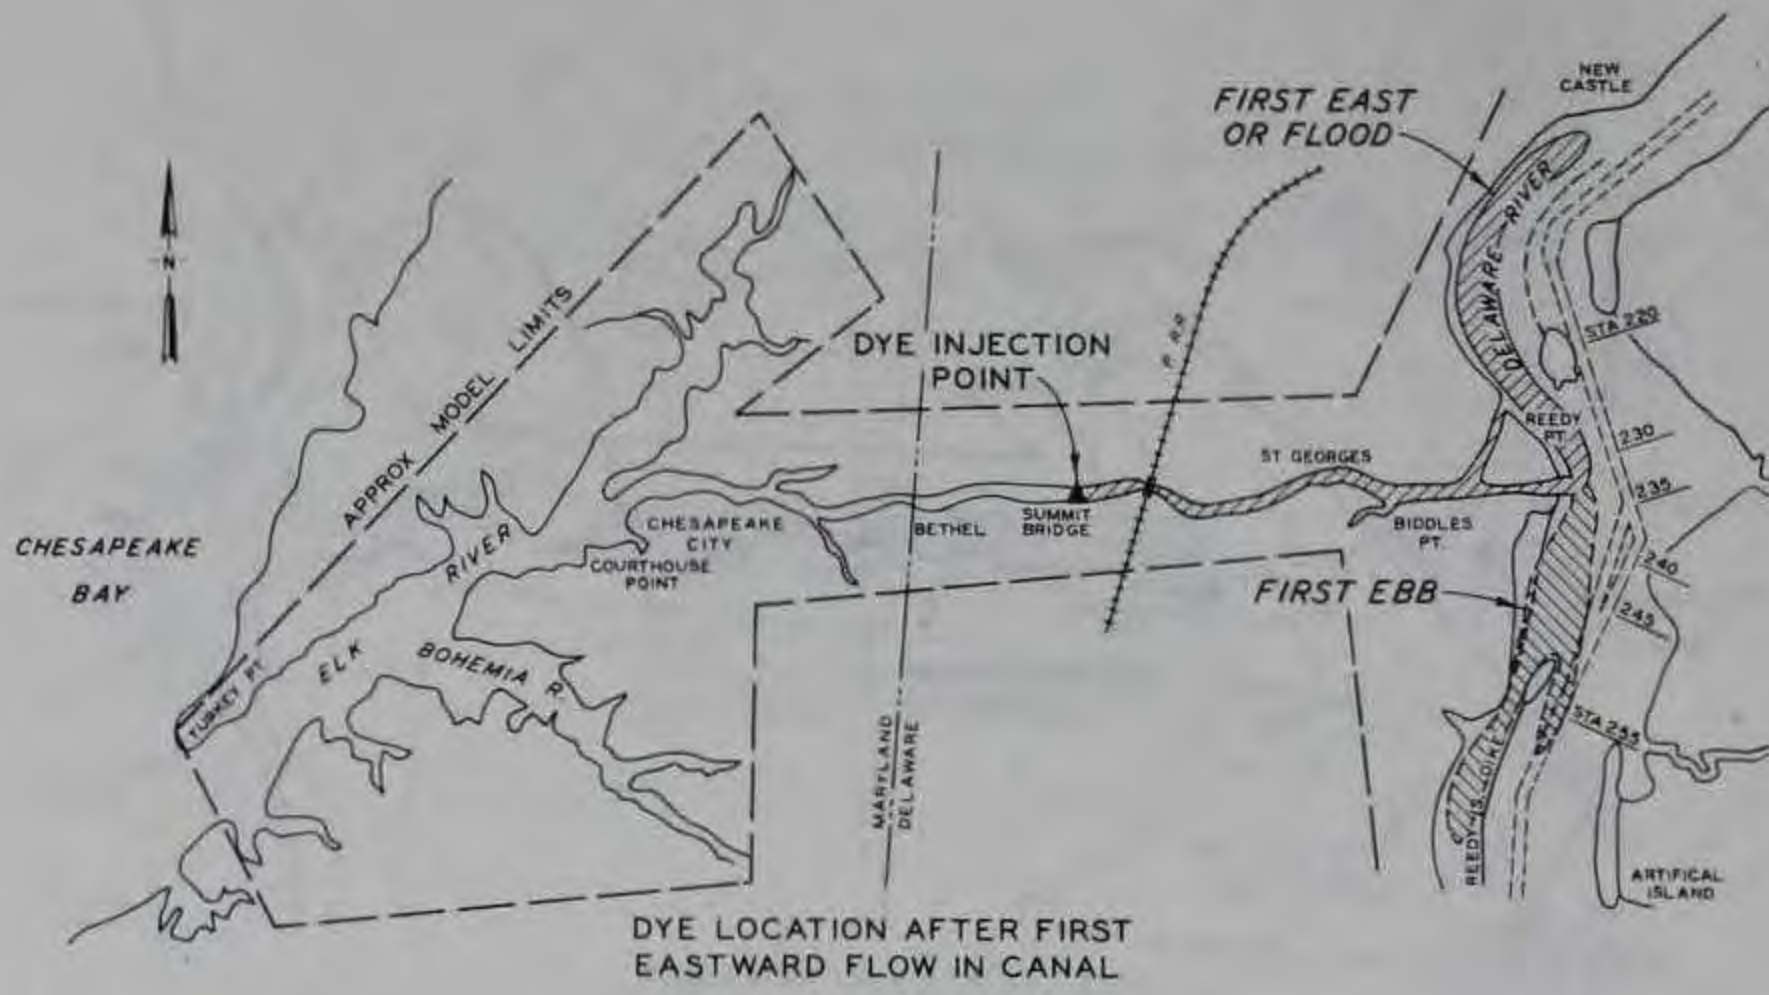 NEW
CASTLE
FIRST EAST
OR FLOOD
DELAWARE RIVER
N
APPROX MODEL LIMITS
STA 220
P. RR
DYE INJECTION
POINT
REEDY
PT.
230
ST GEORGES
235
CHESAPEAKE
CITY
BETHEL
SUMMIT
BRIDGE
BIDDLES
PT.
CHESAPEAKE
BAY
COURTHOUSE
POINT
240
FIRST EBB
245
ELK RIVER
BOHEMIA R.
TURKEY PT.
STA 255
MARYLAND
DELAWARE
REEDY IS. DIKE
ARTIFICAL
ISLAND
DYE LOCATION AFTER FIRST
EASTWARD FLOW IN CANAL